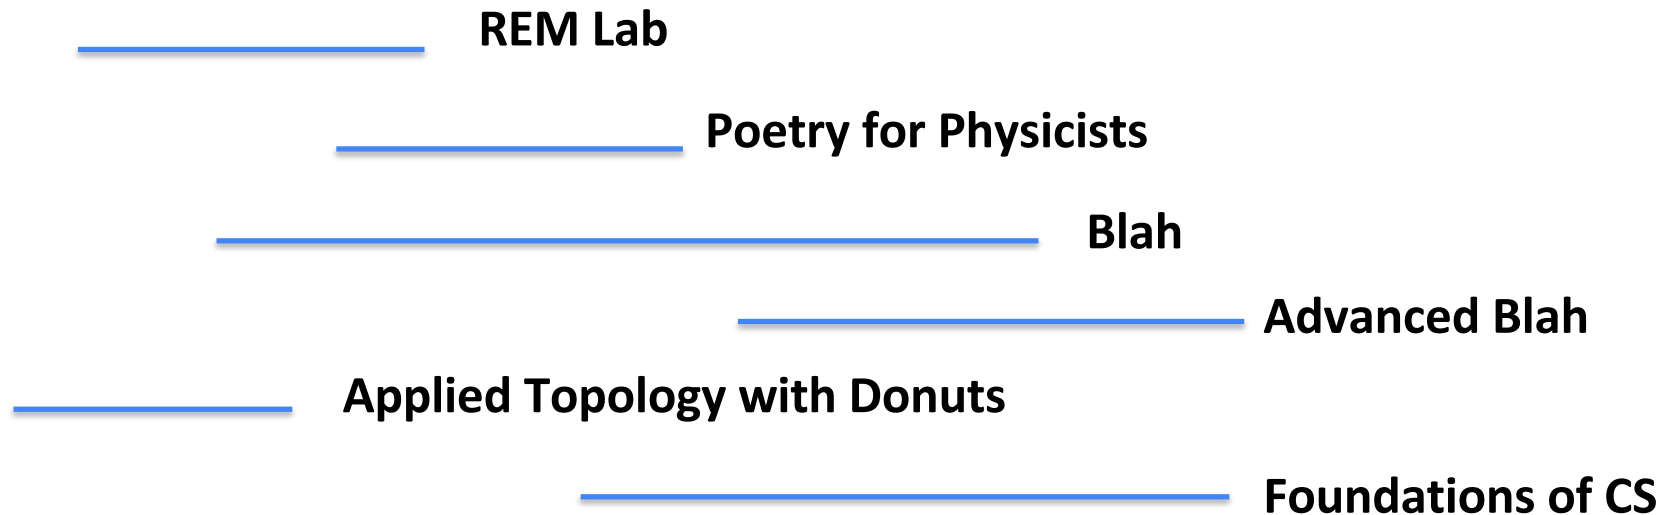 REM Lab
Poetry for Physicists
Blah
Advanced Blah
Applied Topology with Donuts
Foundations of CS